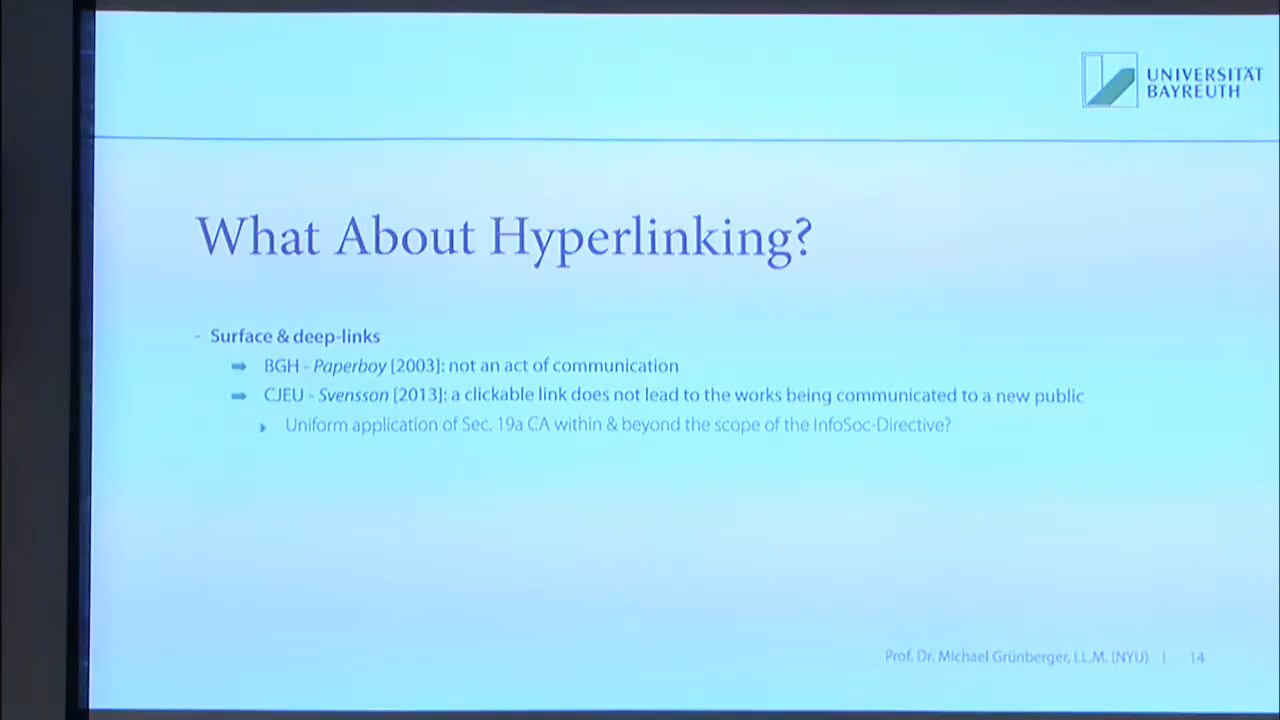 UNIVERSITÄT
BAYREUTH
What About Hyperlinking?
- Surface & deep-links
➡ BGH - Paperboy [2003]: not an act of communication
➡ CJEU - Svensson [2013]: a clickable link does not lead to the works being communicated to a new public
▸ Uniform application of Sec. 19a CA within & beyond the scope of the InfoSoc-Directive?
Prof. Dr. Michael Grünberger, LL.M. (NYU) | 14